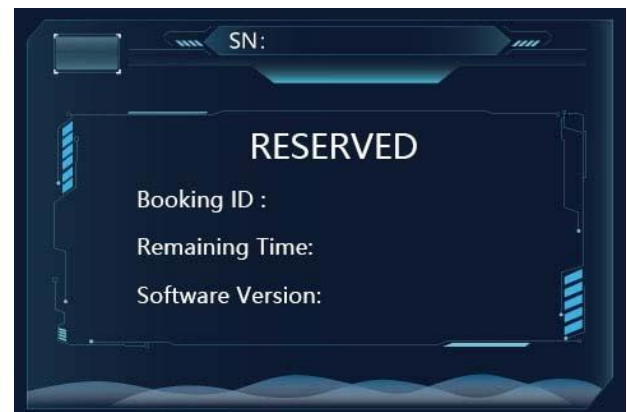 SN:
RESERVED
Booking ID :
Remaining Time:
Software Version: